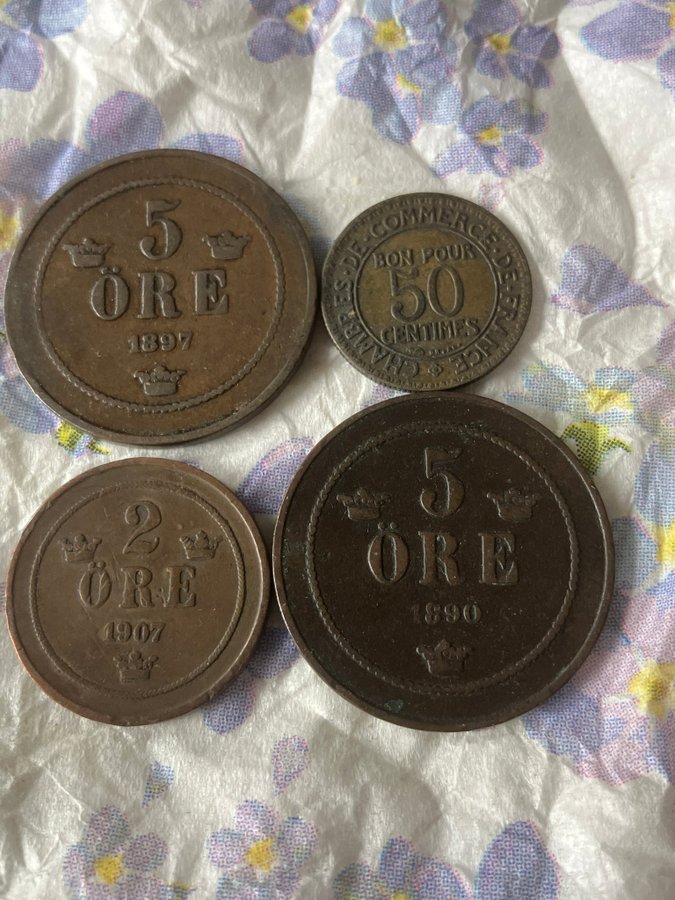 5
ÖRE
1897
CHAMBRES·DE·COMMERCE·DE·FRANCE
BON POUR
50
CENTIMES
2
ÖRE
1907
5
ÖRE
1890